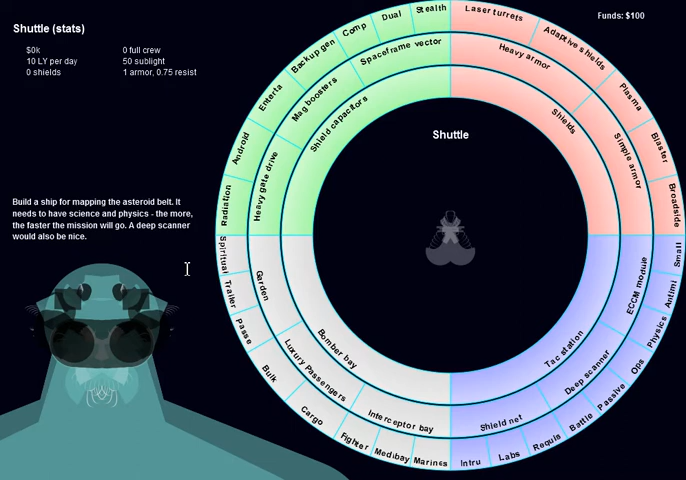 Shuttle (stats)
$0k
0 full crew
10 LY per day
50 sublight
0 shields
1 armor, 0.75 resist
Funds: $100
Build a ship for mapping the asteroid belt. It
needs to have science and physics - the more,
the faster the mission will go. A deep scanner
would also be nice.
Shuttle
Laser turrets
Adaptive shields
Plasma
Blaster
Broadside
Small
Antimi
Physics
Ops
Passive
Battle
Requis
Labs
Intru
Marines
Medibay
Fighter
Cargo
Bulk
Passe
Trailer
Spiritual
Radiation
Android
Enterta
Backup gen
Comp
Dual
Stealth
Heavy armor
Simple armor
ECCM module
Deep scanner
Shield net
Interceptor bay
Luxury Passengers
Garden
Heavy gate drive
Mag boosters
Spaceframe vector
Shields
Tac station
Bomber bay
Shield capacitors